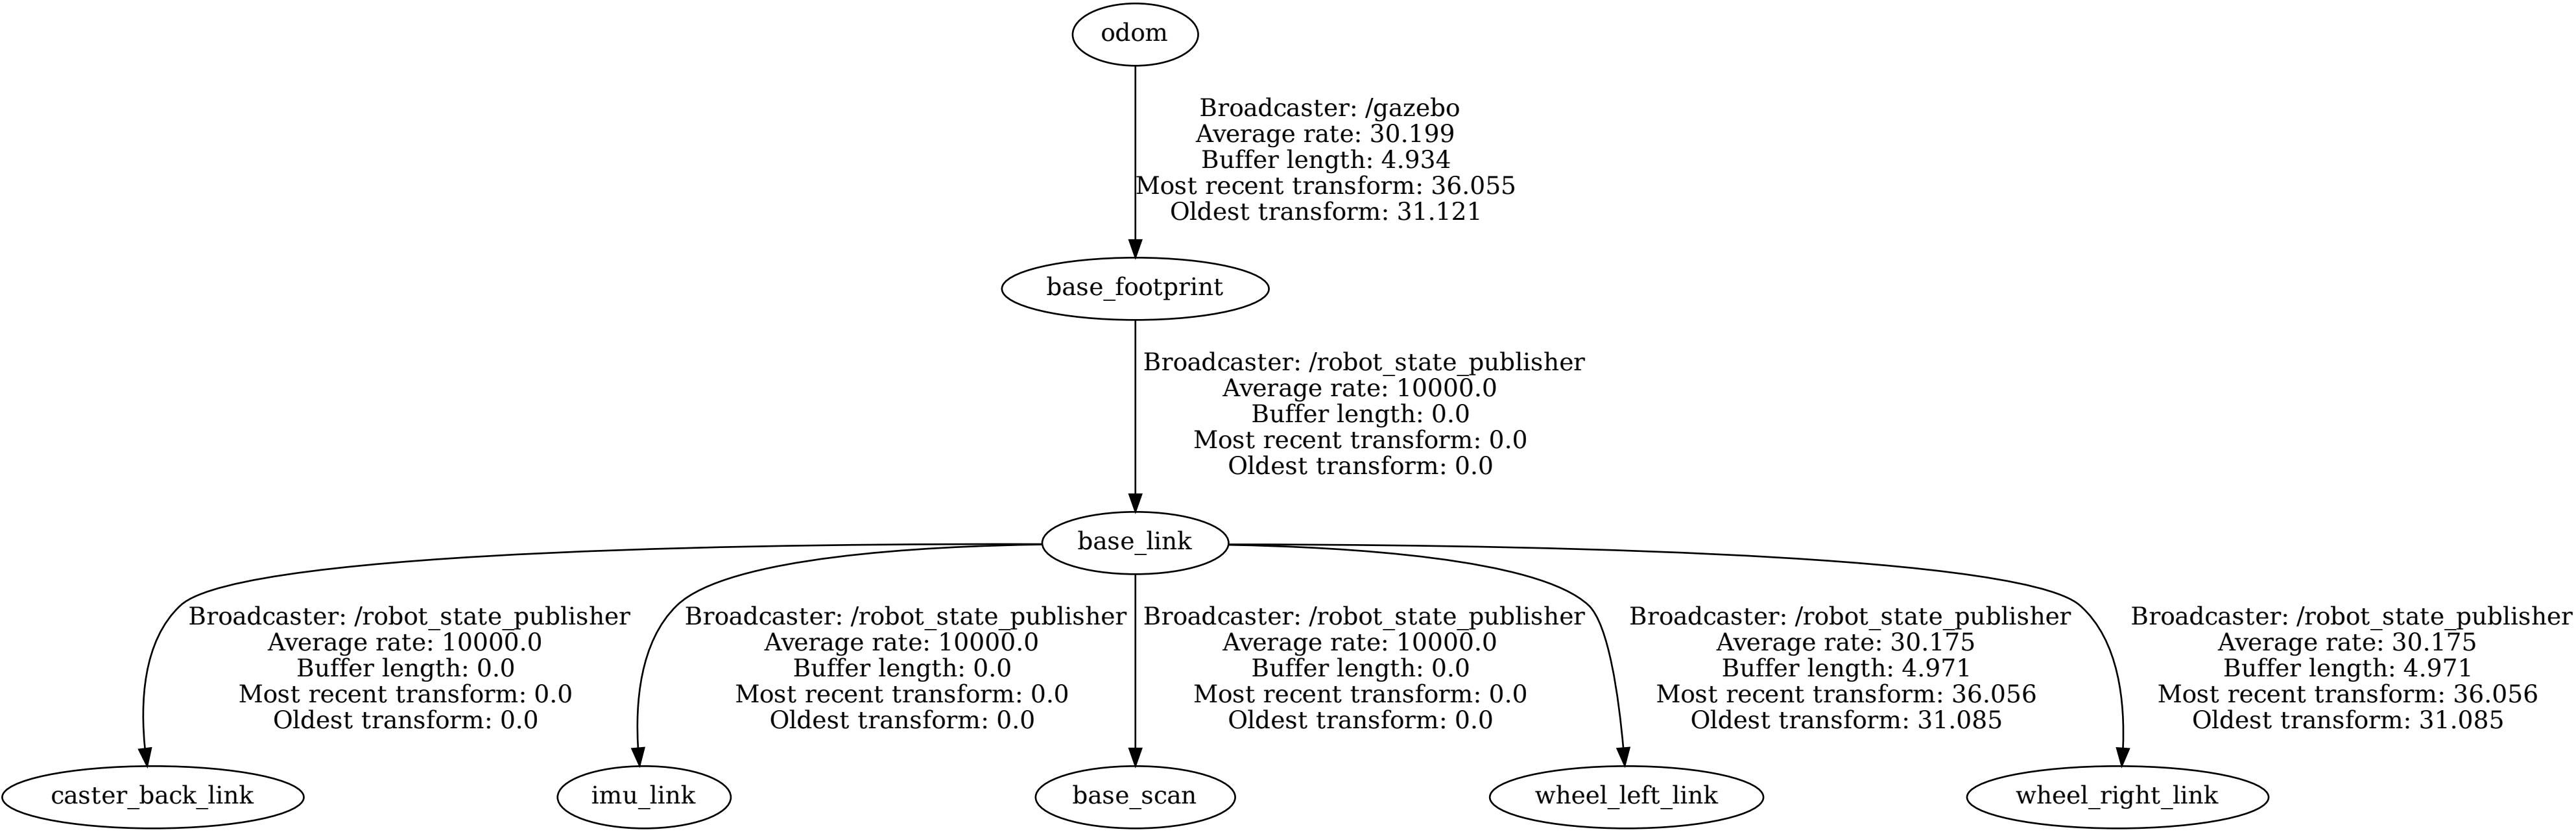 odom
Broadcaster: /gazebo
Average rate: 30.199
Buffer length: 4.934
Most recent transform: 36.055
Oldest transform: 31.121
base_footprint
Broadcaster: /robot_state_publisher
Average rate: 10000.0
Buffer length: 0.0
Most recent transform: 0.0
Oldest transform: 0.0
base_link
Broadcaster: /robot_state_publisher
Average rate: 10000.0
Buffer length: 0.0
Most recent transform: 0.0
Oldest transform: 0.0
Broadcaster: /robot_state_publisher
Average rate: 10000.0
Buffer length: 0.0
Most recent transform: 0.0
Oldest transform: 0.0
Broadcaster: /robot_state_publisher
Average rate: 10000.0
Buffer length: 0.0
Most recent transform: 0.0
Oldest transform: 0.0
Broadcaster: /robot_state_publisher
Average rate: 30.175
Buffer length: 4.971
Most recent transform: 36.056
Oldest transform: 31.085
Broadcaster: /robot_state_publisher
Average rate: 30.175
Buffer length: 4.971
Most recent transform: 36.056
Oldest transform: 31.085
caster_back_link
imu_link
base_scan
wheel_left_link
wheel_right_link